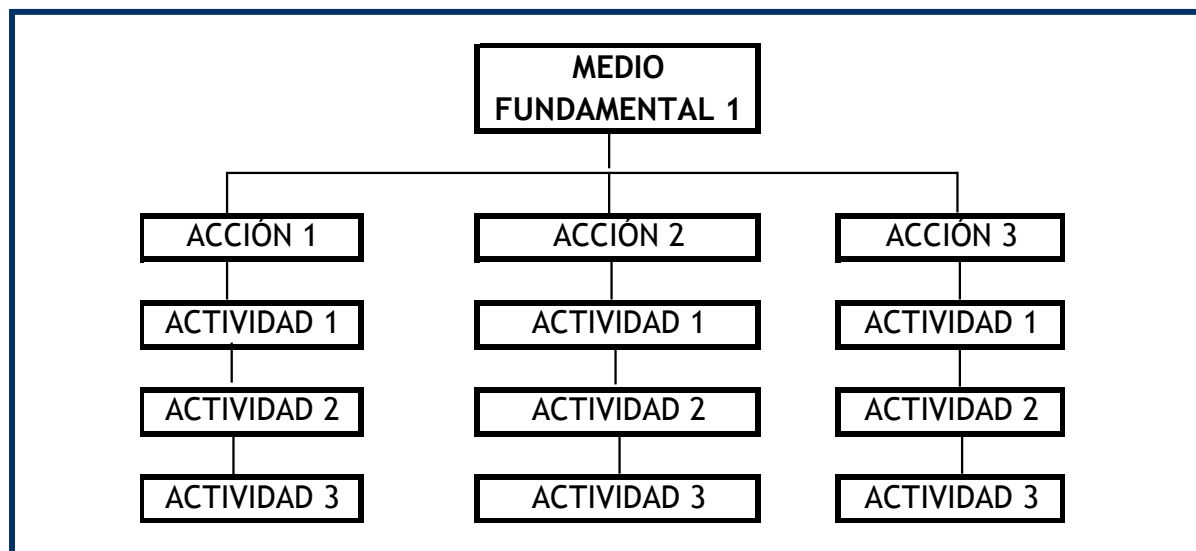 MEDIO
FUNDAMENTAL 1
ACCIÓN 1
ACCIÓN 2
ACCIÓN 3
ACTIVIDAD 1
ACTIVIDAD 1
ACTIVIDAD 1
ACTIVIDAD 2
ACTIVIDAD 2
ACTIVIDAD 2
ACTIVIDAD 3
ACTIVIDAD 3
ACTIVIDAD 3